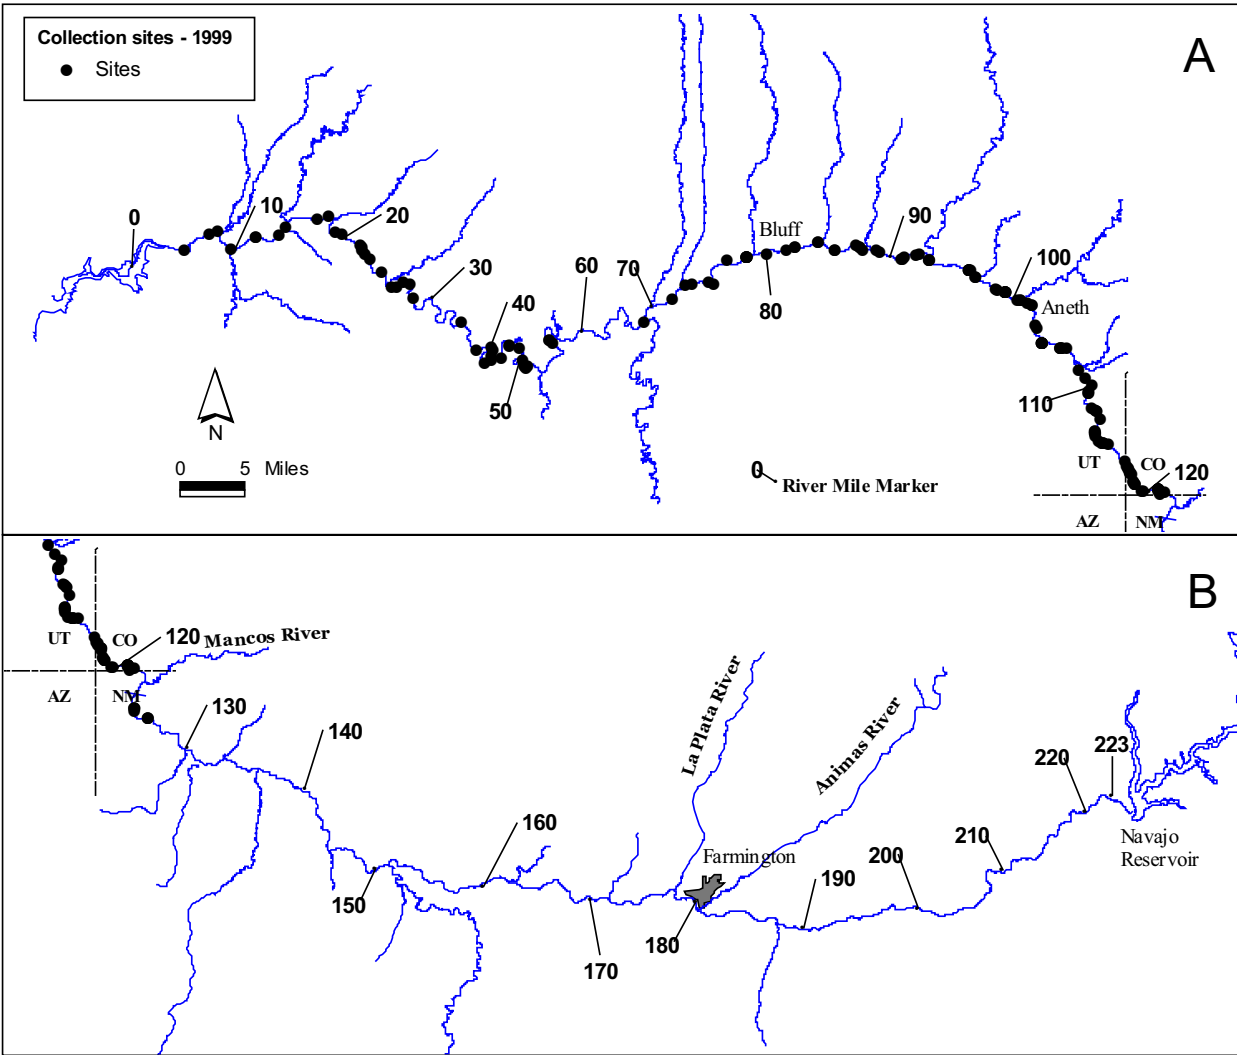 Collection sites - 1999
Sites
A
0
10
20
30
40
50
60
70
Bluff
80
90
100
Aneth
110
UT
CO
120
AZ
NM
N
0 5 Miles
0
River Mile Marker
B
UT
CO
120
Mancos River
AZ
NM
130
140
150
160
170
La Plata River
Animas River
Farmington
180
190
200
210
220
223
Navajo
Reservoir